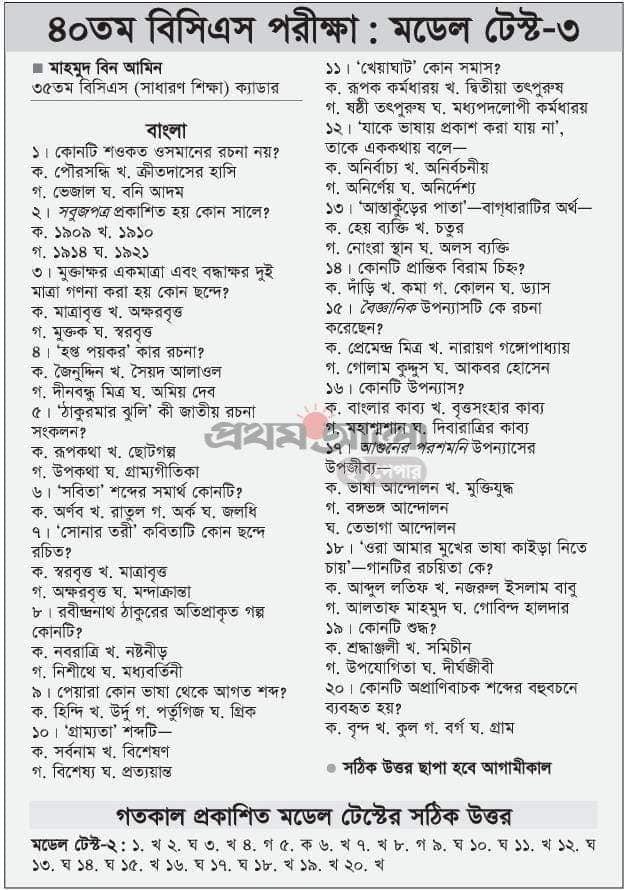 ৪০তম বিসিএস পরীক্ষা : মডেল টেস্ট-৩
■ মাহমুদ বিন আমিন
৩৫তম বিসিএস (সাধারণ শিক্ষা) ক্যাডার
বাংলা
১। কোনটি শওকত ওসমানের রচনা নয়?
ক. পৌরসন্ধি খ. ক্রীতদাসের হাসি
গ. ভেজাল ঘ. বনি আদম
২। সবুজপত্র প্রকাশিত হয় কোন সালে?
ক. ১৯০৯ খ. ১৯১০
গ. ১৯১৪ ঘ. ১৯২১
৩। মুক্তাক্ষর একমাত্রা এবং বদ্ধাক্ষর দুই
মাত্রা গণনা করা হয় কোন ছন্দে?
ক. মাত্রাবৃত্ত খ. অক্ষরবৃত্ত
গ. মুক্তক ঘ. স্বরবৃত্ত
৪। ‘হপ্ত পয়কর’ কার রচনা?
ক. জৈনুদ্দিন খ. সৈয়দ আলাওল
গ. দীনবন্ধু মিত্র ঘ. অমিয় দেব
৫। ‘ঠাকুরমার ঝুলি’ কী জাতীয় রচনা
সংকলন?
ক. রূপকথা খ. ছোটগল্প
গ. উপকথা ঘ. গ্রাম্যগীতিকা
৬। ‘সবিতা’ শব্দের সমার্থ কোনটি?
ক. অর্ণব খ. রাতুল গ. অর্ক ঘ. জলধি
৭। ‘সোনার তরী’ কবিতাটি কোন ছন্দে
রচিত?
ক. স্বরবৃত্ত খ. মাত্রাবৃত্ত
গ. অক্ষরবৃত্ত ঘ. মন্দাক্রান্তা
৮। রবীন্দ্রনাথ ঠাকুরের অতিপ্রাকৃত গল্প
কোনটি?
ক. নবরাত্রি খ. নষ্টনীড়
গ. নিশীথে ঘ. মধ্যবর্তিনী
৯। পেয়ারা কোন ভাষা থেকে আগত শব্দ?
ক. হিন্দি খ. উর্দু গ. পর্তুগিজ ঘ. গ্রিক
১০। ‘গ্রাম্যতা’ শব্দটি—
ক. সর্বনাম খ. বিশেষণ
গ. বিশেষ্য ঘ. প্রত্যয়ান্ত
১১। ‘খেয়াঘাট’ কোন সমাস?
ক. রূপক কর্মধারয় খ. দ্বিতীয়া তৎপুরুষ
গ. ষষ্ঠী তৎপুরুষ ঘ. মধ্যপদলোপী কর্মধারয়
১২। ‘যাকে ভাষায় প্রকাশ করা যায় না’,
তাকে এককথায় বলে—
ক. অনির্বাচ্য খ. অনির্বচনীয়
গ. অনির্ণেয় ঘ. অনির্দেশ্য
১৩। ‘আস্তাকুঁড়ের পাতা’—বাগ্‌ধারাটির অর্থ—
ক. হেয় ব্যক্তি খ. চতুর
গ. নোংরা স্থান ঘ. অলস ব্যক্তি
১৪। কোনটি প্রান্তিক বিরাম চিহ্ন?
ক. দাঁড়ি খ. কমা গ. কোলন ঘ. ড্যাস
১৫। বৈজ্ঞানিক উপন্যাসটি কে রচনা
করেছেন?
ক. প্রেমেন্দ্র মিত্র খ. নারায়ণ গঙ্গোপাধ্যায়
গ. গোলাম কুদ্দুস ঘ. আকবর হোসেন
১৬। কোনটি উপন্যাস?
ক. বাংলার কাব্য খ. বৃত্তসংহার কাব্য
গ. মহাশ্মশান ঘ. দিবারাত্রির কাব্য
প্রথম আলো
১৭। আগুনের পরশমনি উপন্যাসের
উপজীব্য—
ক. ভাষা আন্দোলন খ. মুক্তিযুদ্ধ
গ. বঙ্গভঙ্গ আন্দোলন
ঘ. তেভাগা আন্দোলন
১৮। ‘ওরা আমার মুখের ভাষা কাইড়া নিতে
চায়’—গানটির রচয়িতা কে?
ক. আব্দুল লতিফ খ. নজরুল ইসলাম বাবু
গ. আলতাফ মাহমুদ ঘ. গোবিন্দ হালদার
১৯। কোনটি শুদ্ধ?
ক. শ্রদ্ধাঞ্জলী খ. সমিচীন
গ. উপযোগিতা ঘ. দীর্ঘজীবী
২০। কোনটি অপ্রাণিবাচক শব্দের বহুবচনে
ব্যবহৃত হয়?
ক. বৃন্দ খ. কুল গ. বর্গ ঘ. গ্রাম
● সঠিক উত্তর ছাপা হবে আগামীকাল
গতকাল প্রকাশিত মডেল টেস্টের সঠিক উত্তর
মডেল টেস্ট-২ : ১. খ ২. ঘ ৩. খ ৪. গ ৫. ক ৬. খ ৭. খ ৮. গ ৯. ঘ ১০. ঘ ১১. খ ১২. ঘ
১৩. ঘ ১৪. ঘ ১৫. খ ১৬. ঘ ১৭. ঘ ১৮. খ ১৯. খ ২০. খ